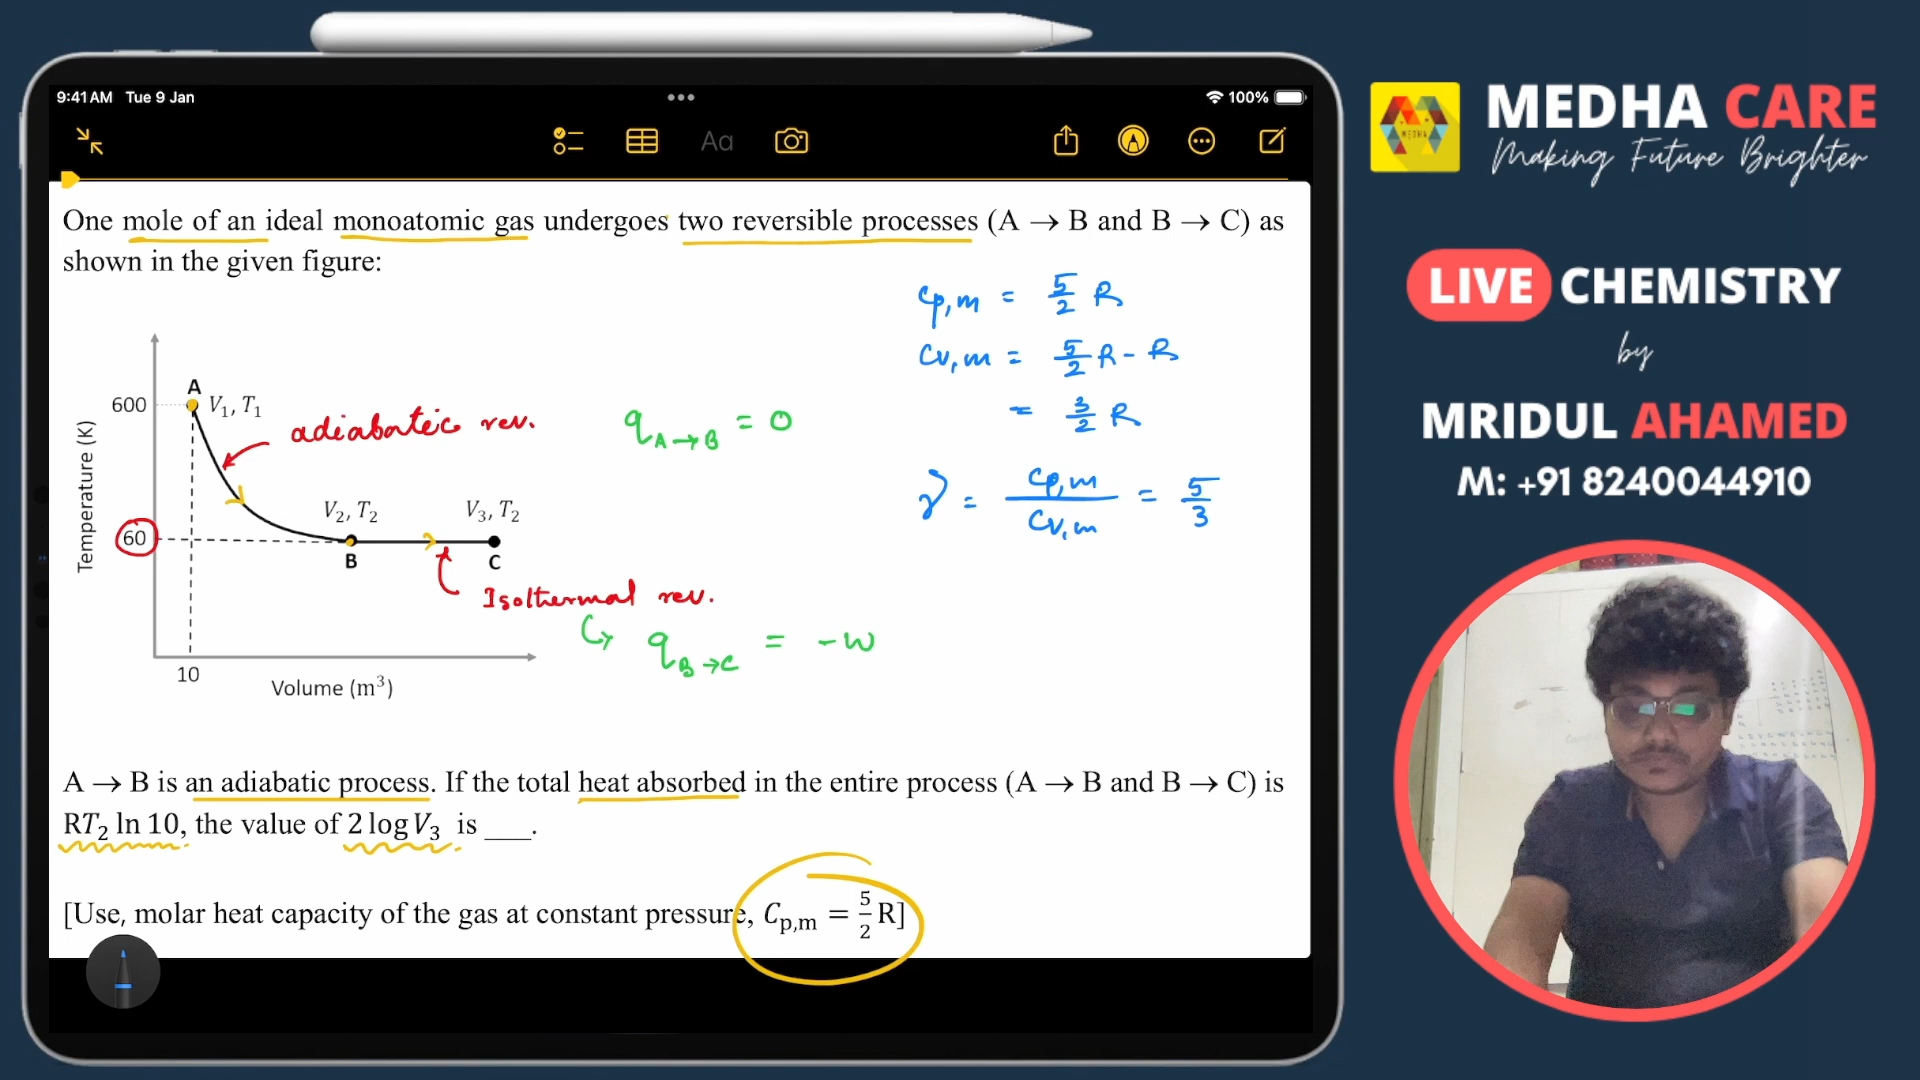 9:41 AM Tue 9 Jan
100%
Aa
One mole of an ideal monoatomic gas undergoes two reversible processes (A → B and B → C) as
shown in the given figure:
Temperature (K)
600
60
10
Volume (m³)
A
V₁, T₁
V₂, T₂
B
V₃, T₂
C
adiabatic rev.
q_A→B = 0
Isothermal rev.
↳ q_B→C = -w
Cp,m = 5/2 R
Cv,m = 5/2 R - R
= 3/2 R
γ = Cp,m / Cv,m = 5/3
A → B is an adiabatic process. If the total heat absorbed in the entire process (A → B and B → C) is
RT₂ ln 10, the value of 2 log V₃ is ___.
[Use, molar heat capacity of the gas at constant pressure, Cp,m = 5/2 R]
MEDHA
MEDHA CARE
Making Future Brighter
LIVE CHEMISTRY
by
MRIDUL AHAMED
M: +91 8240044910